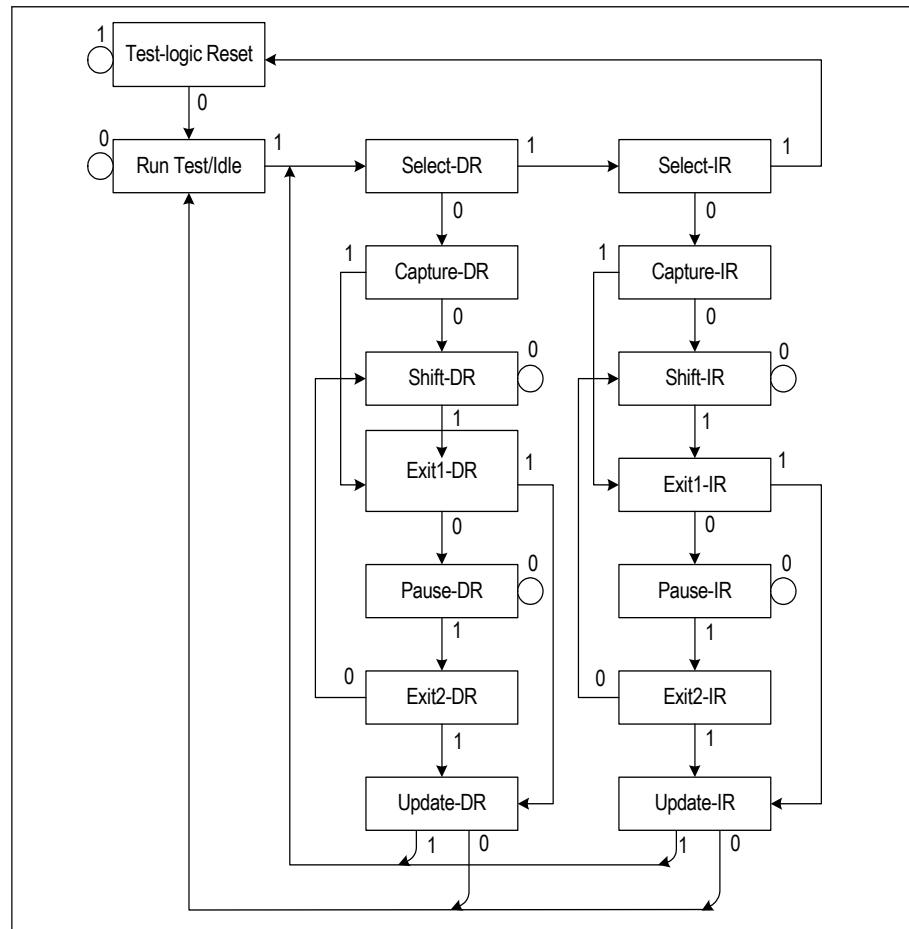 1
Test-logic Reset
0
0
Run Test/Idle
1
Select-DR
1
Select-IR
1
0
0
1
Capture-DR
1
Capture-IR
0
0
Shift-DR
0
Shift-IR
0
1
1
Exit1-DR
1
Exit1-IR
1
0
0
Pause-DR
0
Pause-IR
0
1
1
0
Exit2-DR
0
Exit2-IR
1
1
Update-DR
Update-IR
1
0
1
0